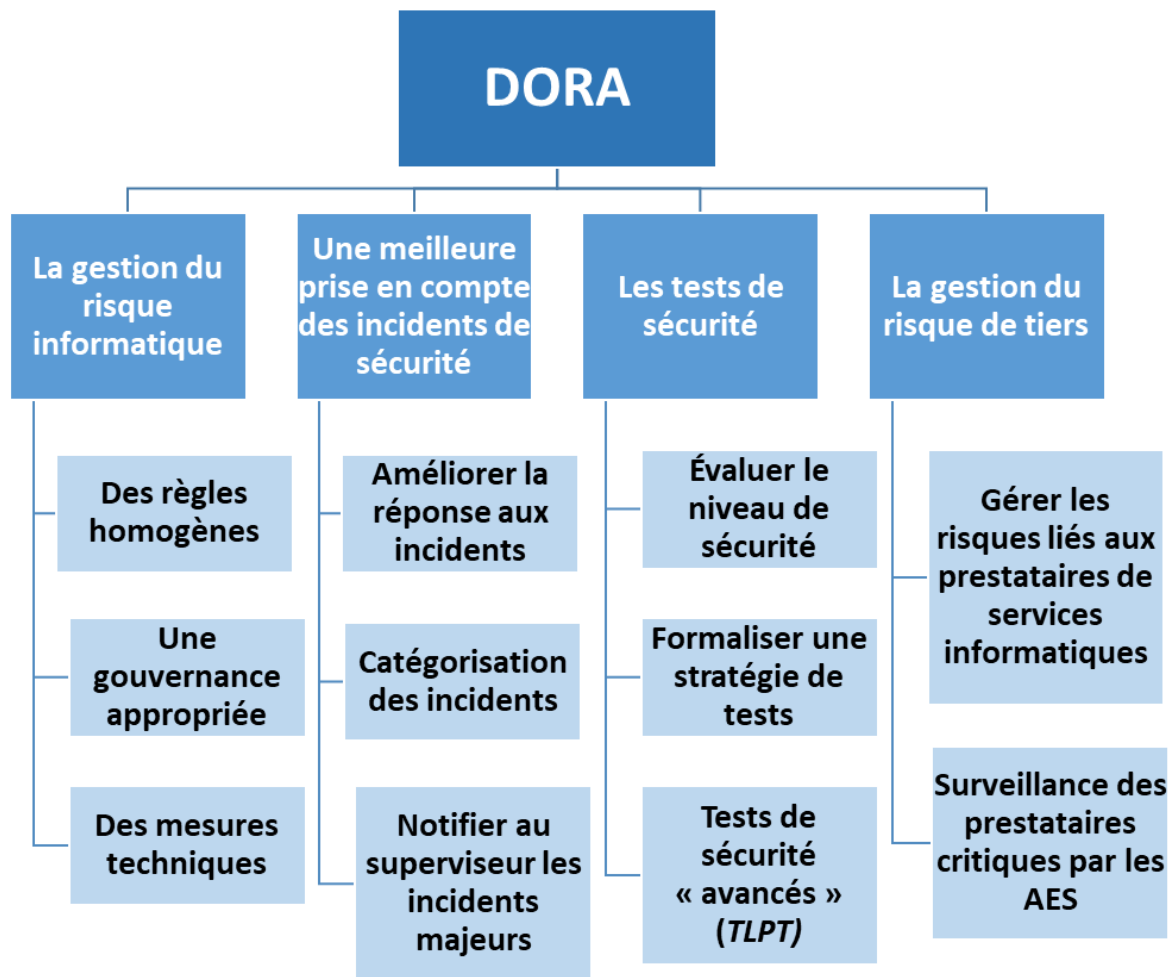 DORA
La gestion du
risque
informatique
Une meilleure
prise en compte
des incidents de
sécurité
Les tests de
sécurité
La gestion du
risque de tiers
Des règles
homogènes
Une
gouvernance
appropriée
Des mesures
techniques
Améliorer la
réponse aux
incidents
Catégorisation
des incidents
Notifier au
superviseur les
incidents
majeurs
Évaluer le
niveau de
sécurité
Formaliser une
stratégie de
tests
Tests de
sécurité
« avancés »
(TLPT)
Gérer les
risques liés aux
prestataires de
services
informatiques
Surveillance des
prestataires
critiques par les
AES